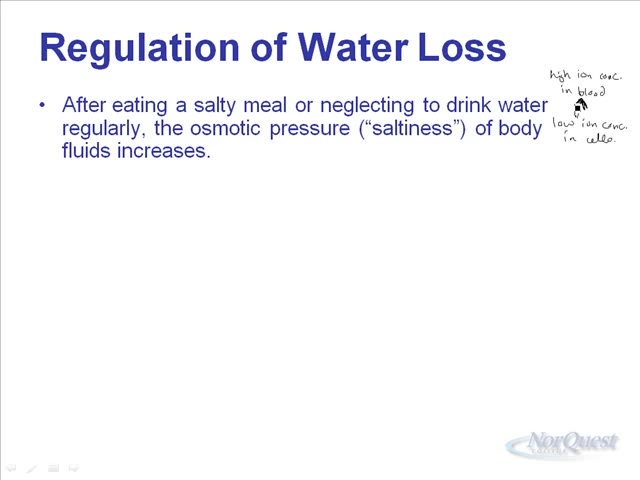 Regulation of Water Loss
high ion conc.
in blood
• After eating a salty meal or neglecting to drink water
regularly, the osmotic pressure (“saltiness”) of body
fluids increases.
low ion conc.
in cells.
NorQuest
COLLEGE